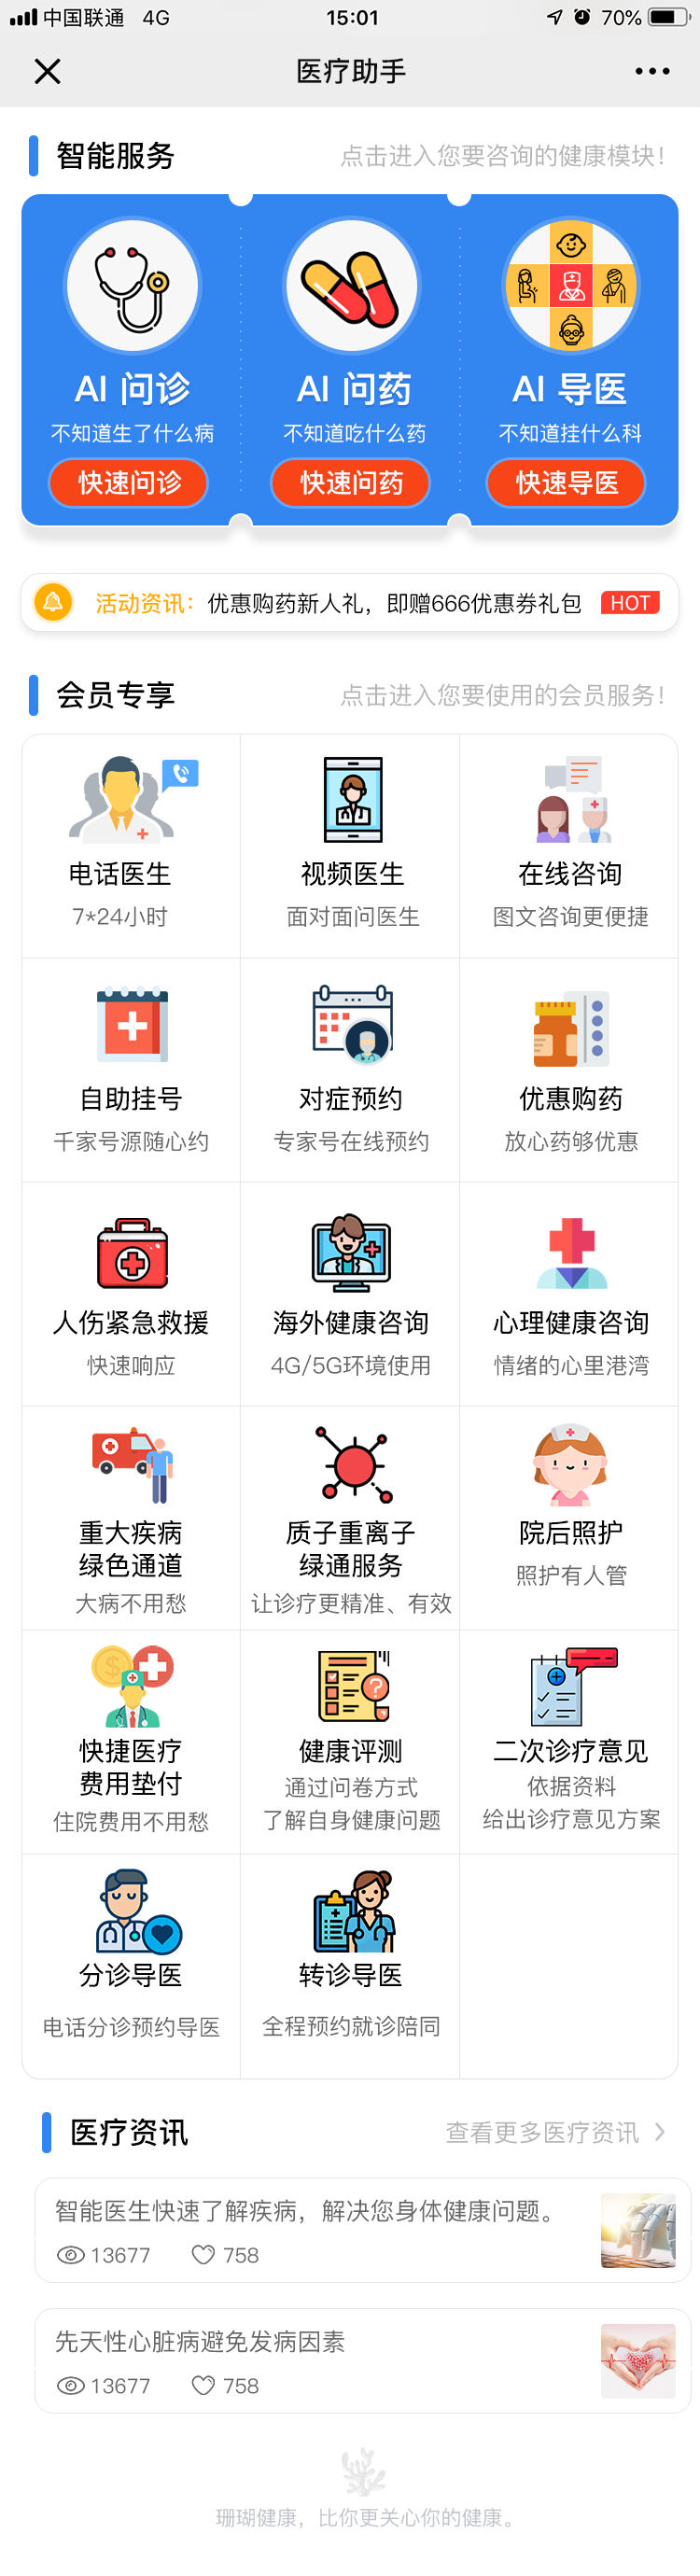 中国联通 4G 15:01 70%
医疗助手
智能服务 点击进入您要咨询的健康模块！
AI 问诊 AI 问药 AI 导医
不知道生了什么病 不知道吃什么药 不知道挂什么科
快速问诊 快速问药 快速导医
活动资讯：优惠购药新人礼，即赠666优惠券礼包 HOT
会员专享 点击进入您要使用的会员服务！
电话医生 视频医生 在线咨询
7*24小时 面对面问医生 图文咨询更便捷
自助挂号 对症预约 优惠购药
千家号源随心约 专家号在线预约 放心药够优惠
人伤紧急救援 海外健康咨询 心理健康咨询
快速响应 4G/5G环境使用 情绪的心里港湾
重大疾病 质子重离子 院后照护
绿色通道 绿通服务 照护有人管
大病不用愁 让诊疗更精准、有效
快捷医疗 健康评测 二次诊疗意见
费用垫付 通过问卷方式 依据资料
住院费用不用愁 了解自身健康问题 给出诊疗意见方案
分诊导医 转诊导医
电话分诊预约导医 全程预约就诊陪同
医疗资讯 查看更多医疗资讯
智能医生快速了解疾病，解决您身体健康问题。
13677 758
先天性心脏病避免发病因素
13677 758
珊瑚健康，比你更关心你的健康。